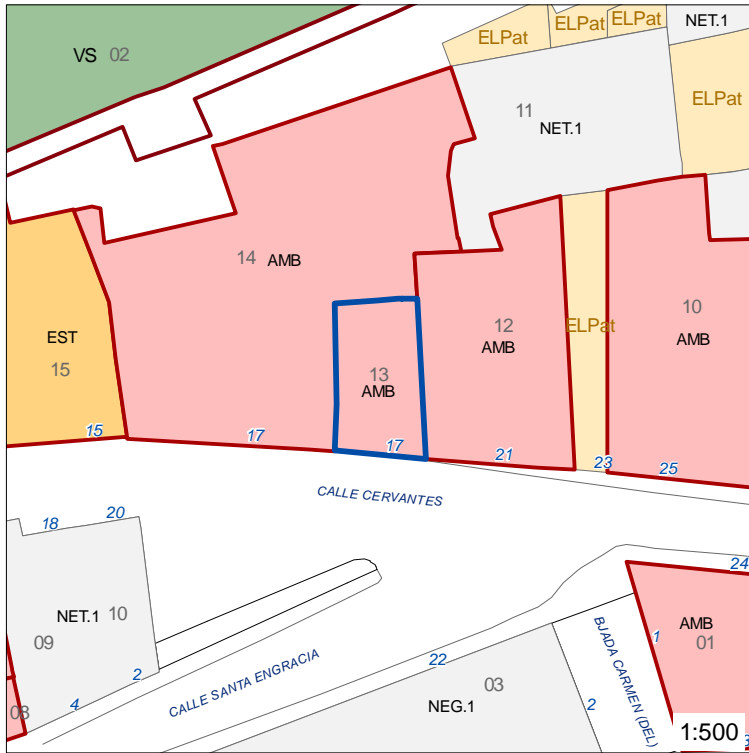 VS 02
ELPat
ELPat
ELPat
NET.1
ELPat
11
NET.1
14 AMB
10
AMB
12
AMB
ELPat
EST
15
13
AMB
15
17
17
21
23
25
CALLE CERVANTES
18
20
24
NET.1 10
09
AMB
01
1
BJADA CARMEN (DEL)
22
CALLE SANTA ENGRACIA
2
4
03
NEG.1
2
08
1:500